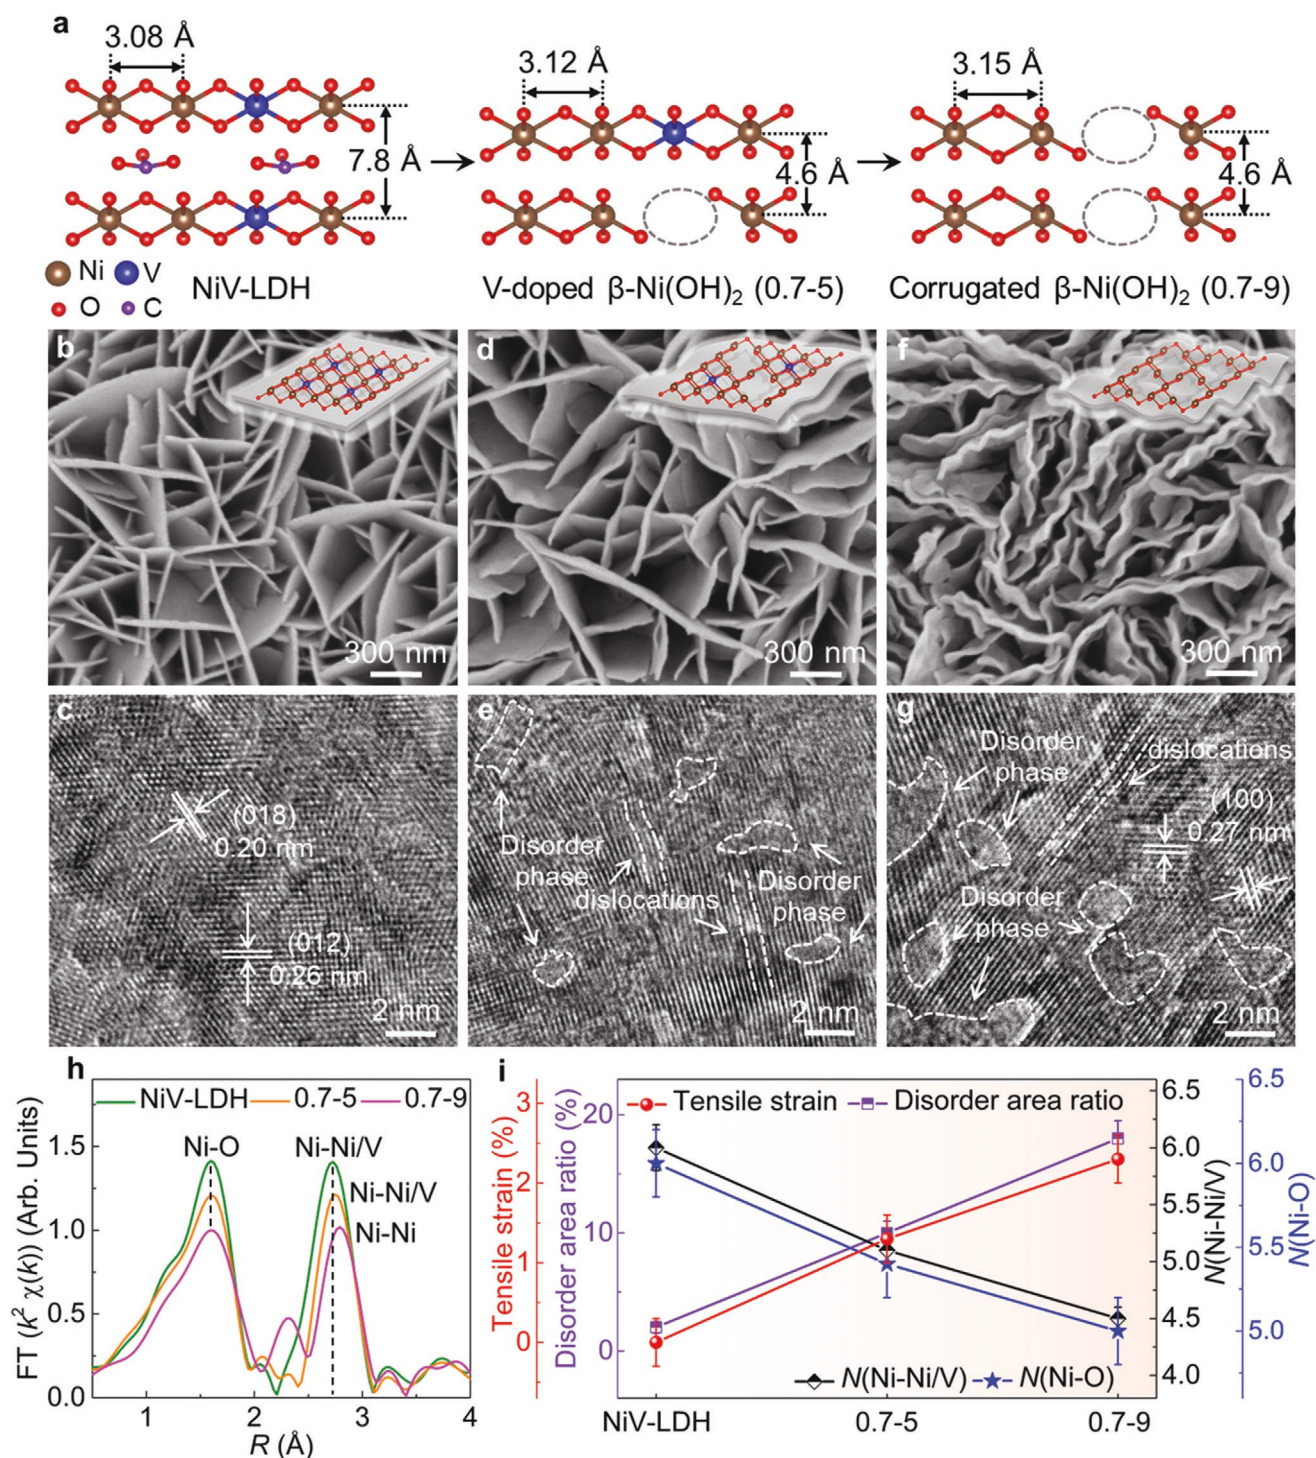 a
3.08 Å
7.8 Å
3.12 Å
4.6 Å
3.15 Å
4.6 Å
Ni V
O C
NiV-LDH
V-doped β-Ni(OH)₂ (0.7-5)
Corrugated β-Ni(OH)₂ (0.7-9)
b
300 nm
d
300 nm
f
300 nm
c
(018)
0.20 nm
(012)
0.26 nm
2 nm
e
Disorder
phase
dislocations
Disorder
phase
2 nm
g
Disorder
phase
dislocations
(100)
0.27 nm
Disorder
phase
2 nm
h
NiV-LDH 0.7-5 0.7-9
Ni-O
Ni-Ni/V
Ni-Ni/V
Ni-Ni
FT (k² χ(k)) (Arb. Units)
1.5
1.0
0.5
0.0
1 2 3 4
R (Å)
i
Tensile strain (%)
3
2
1
0
Disorder area ratio (%)
20
10
0
Tensile strain Disorder area ratio
N(Ni-Ni/V) N(Ni-O)
NiV-LDH 0.7-5 0.7-9
6.5
6.0
5.5
5.0
4.5
4.0
N(Ni-Ni/V)
6.5
6.0
5.5
5.0
N(Ni-O)